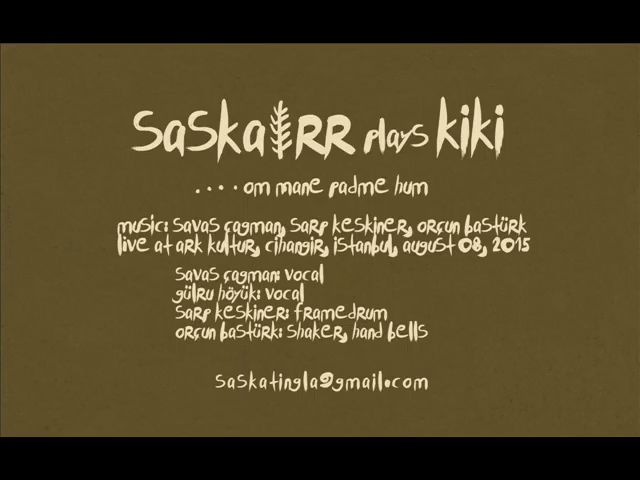 saska RR plays kiki
....om mane padme hum
music: savas çagman, sarp keskiner, orçun bastürk
live at ark kultur, cihangir, istanbul, august 08, 2015
savas çagman: vocal
gülru höyük: vocal
sarp keskiner: framedrum
orçun bastürk: shaker, hand bells
saskatingla@gmail.com